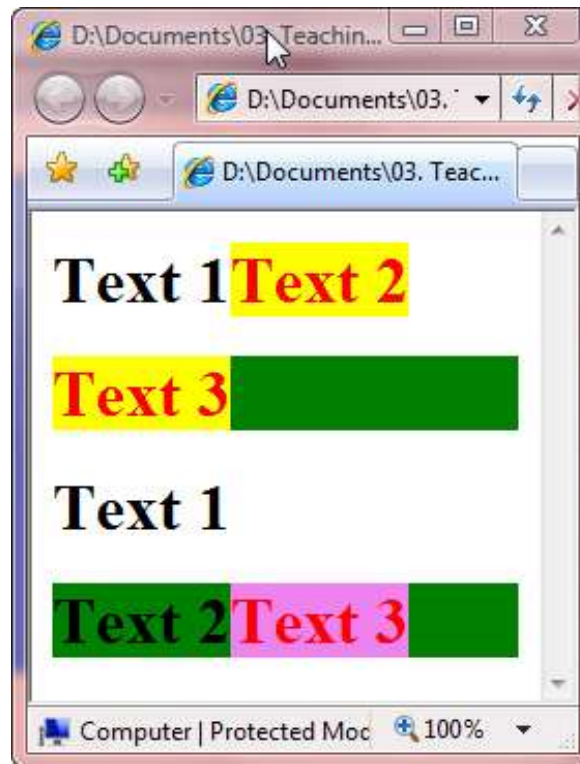 D:\Documents\03. Teachin...
D:\Documents\03.
D:\Documents\03. Teac...
Text 1Text 2
Text 3
Text 1
Text 2Text 3
Computer | Protected Mod
100%